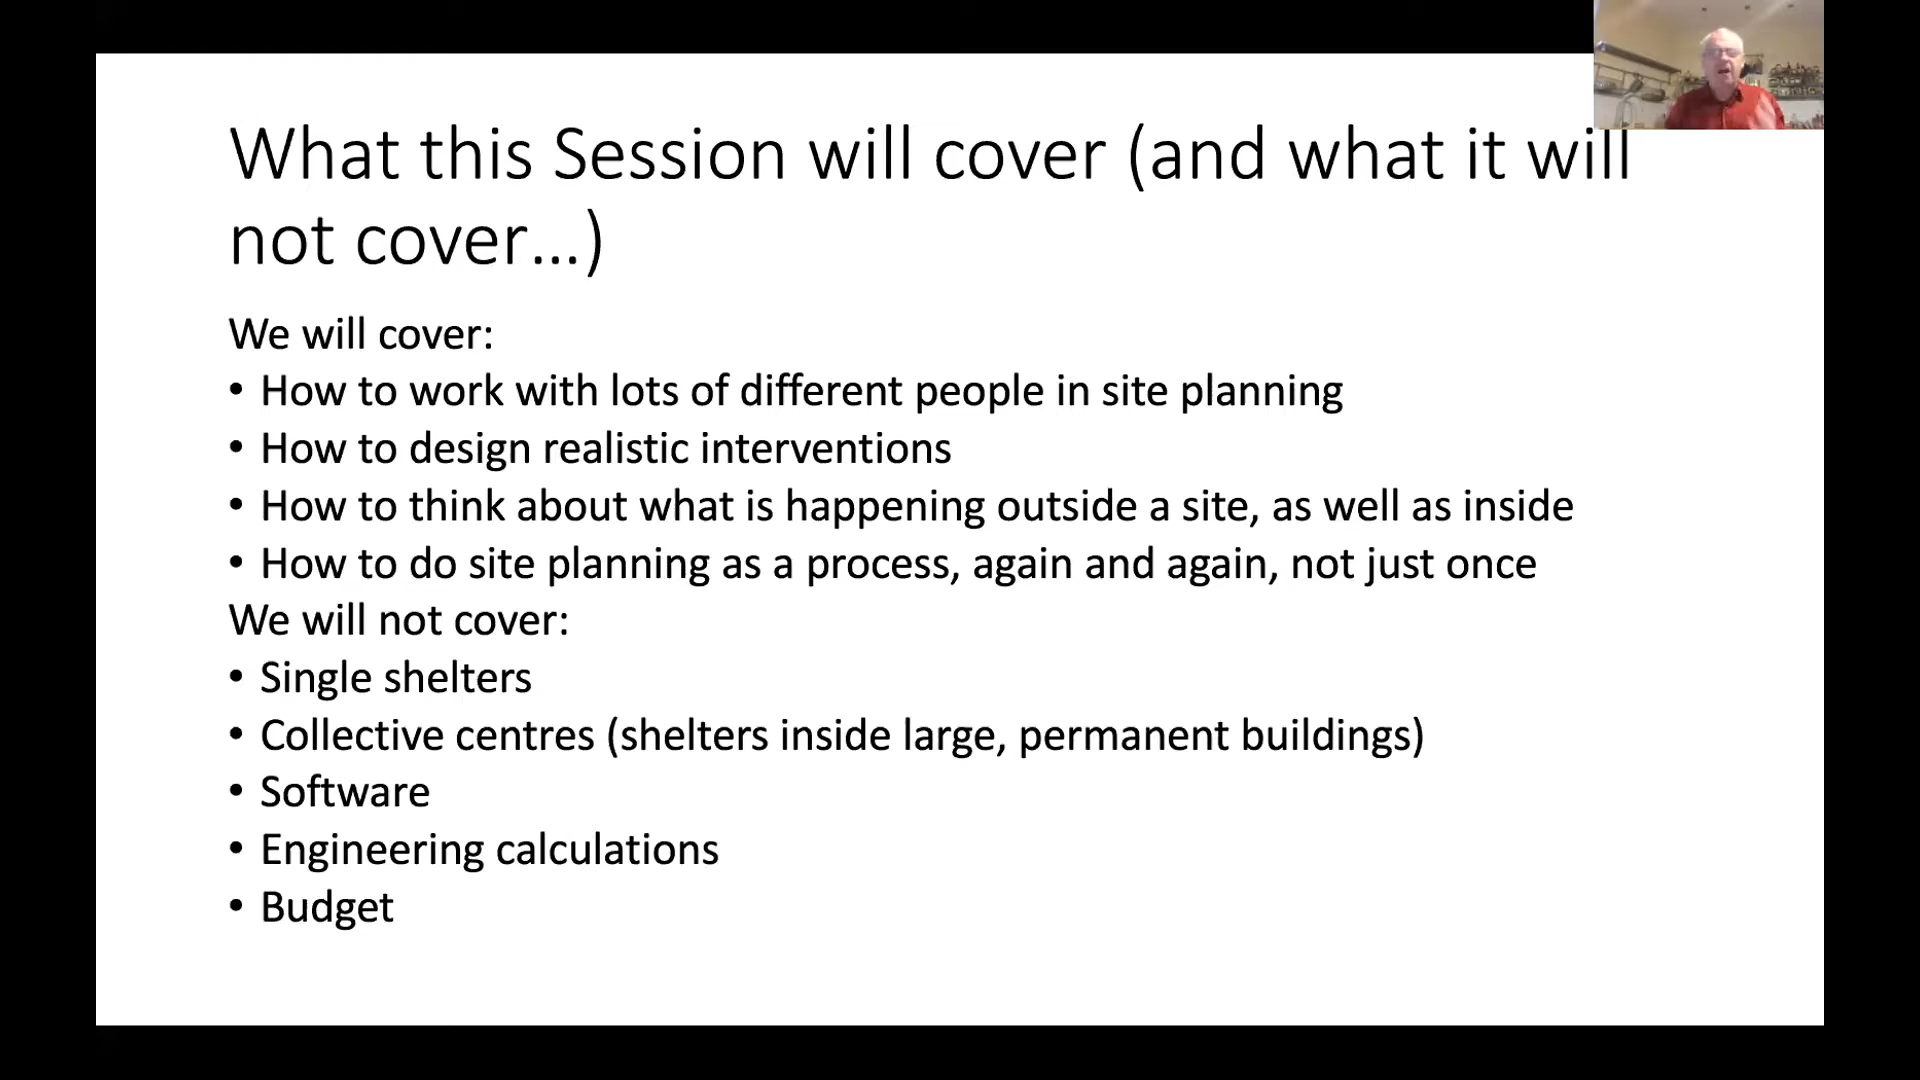 What this Session will cover (and what it will
not cover...)
We will cover:
• How to work with lots of different people in site planning
• How to design realistic interventions
• How to think about what is happening outside a site, as well as inside
• How to do site planning as a process, again and again, not just once
We will not cover:
• Single shelters
• Collective centres (shelters inside large, permanent buildings)
• Software
• Engineering calculations
• Budget